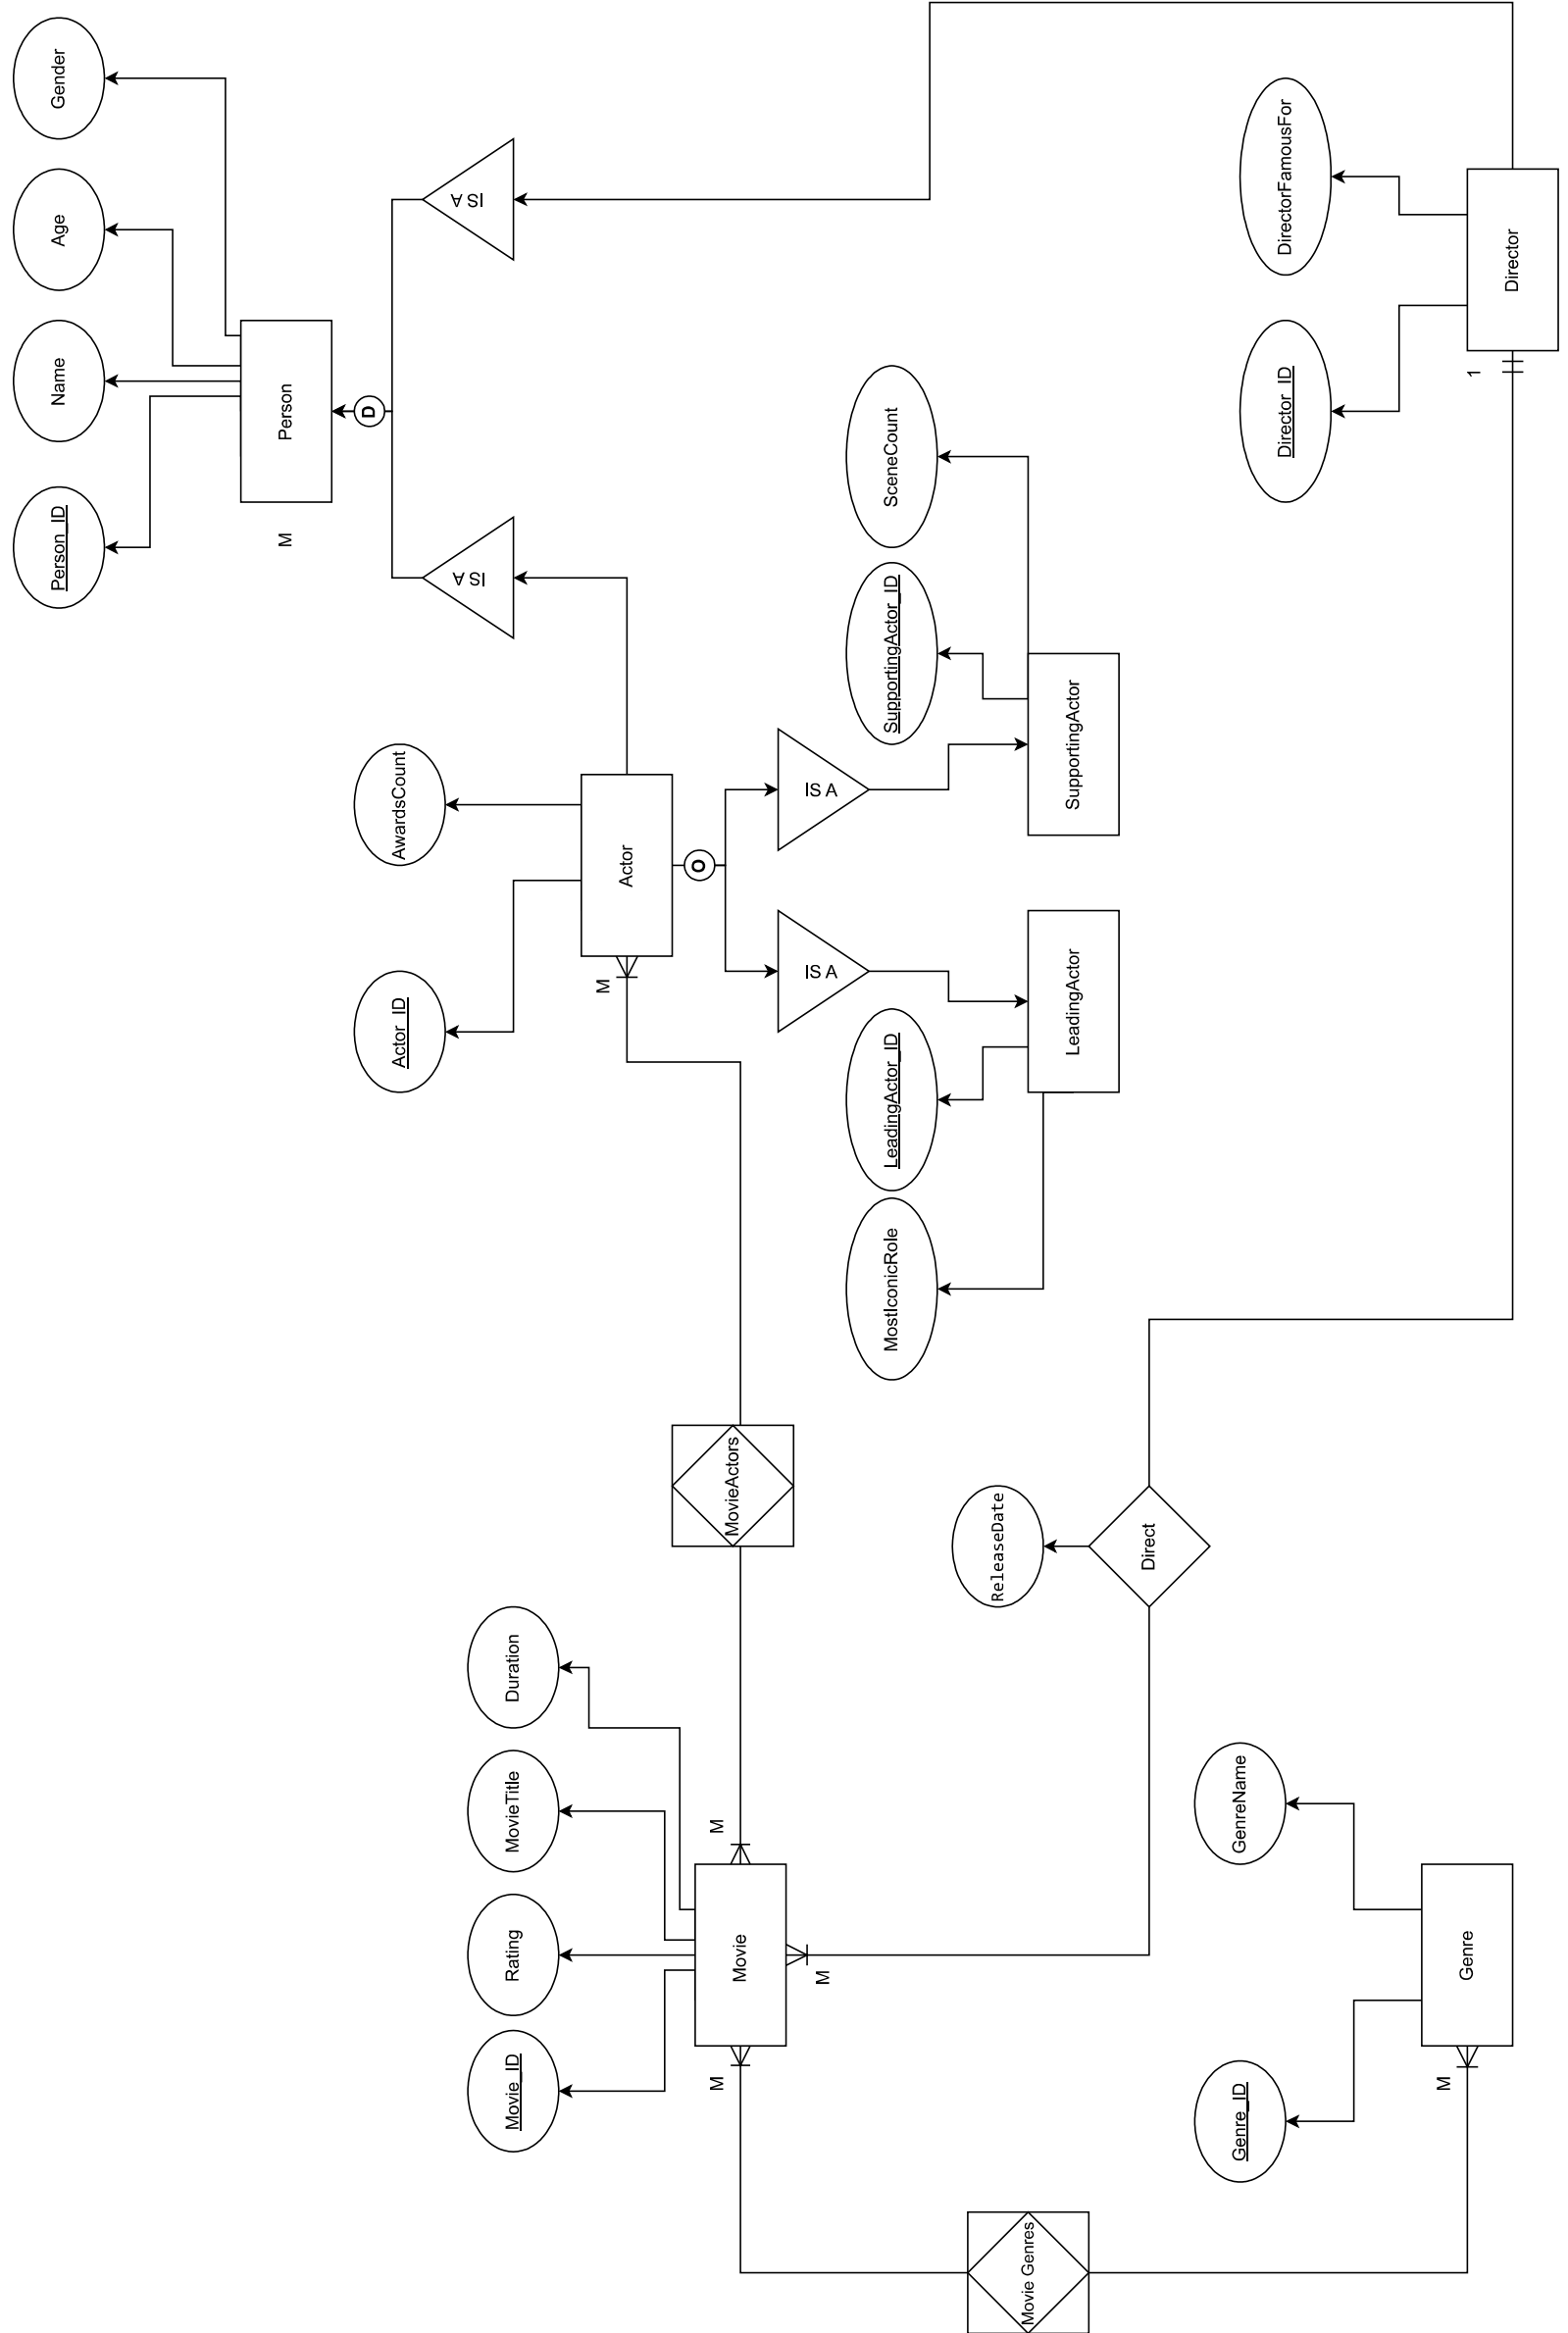 Person_ID
Name
Age
Gender
Person
M
D
IS A
IS A
Actor_ID
AwardsCount
Actor
M
O
IS A
IS A
MostIconicRole
LeadingActor_ID
SupportingActor_ID
SceneCount
LeadingActor
SupportingActor
Movie_ID
Rating
MovieTitle
Duration
Movie
M
M
M
MovieActors
ReleaseDate
Direct
Movie Genres
Genre_ID
GenreName
Genre
M
Director_ID
DirectorFamousFor
Director
1